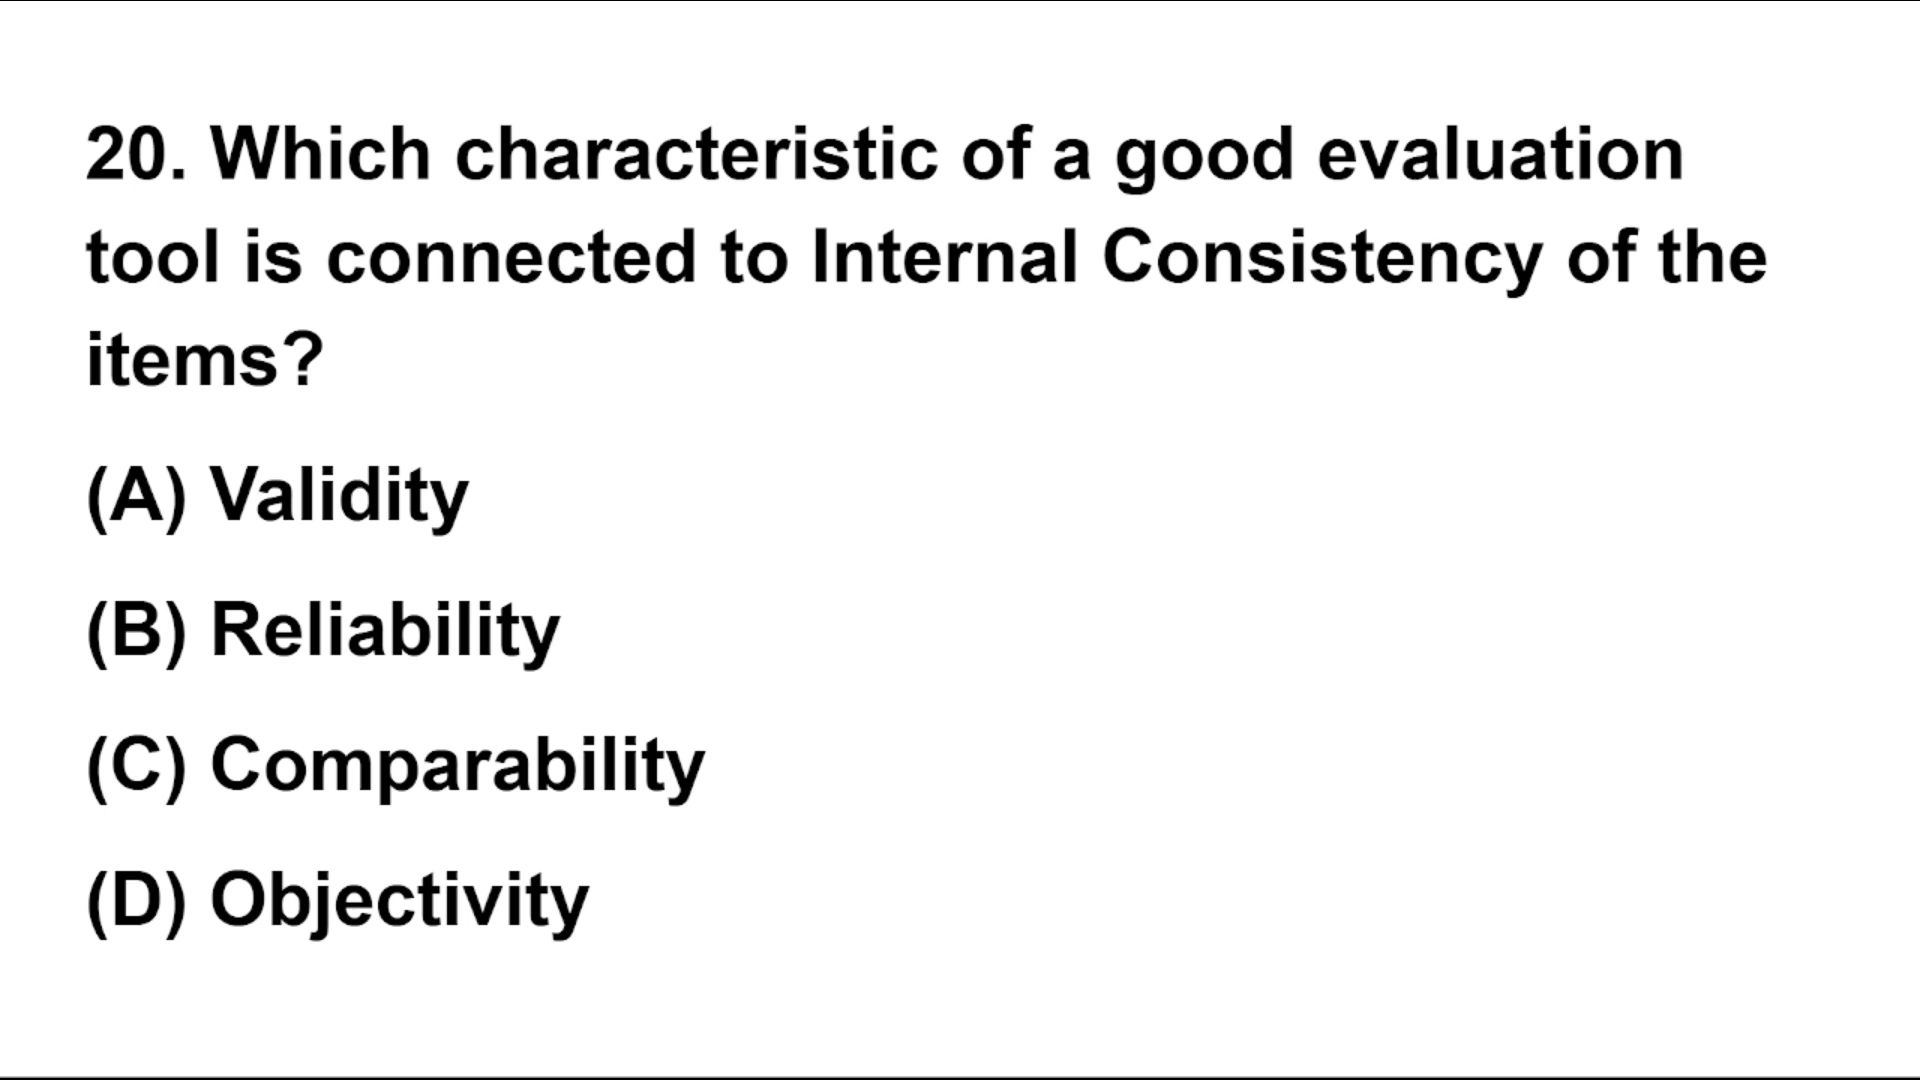 20. Which characteristic of a good evaluation
tool is connected to Internal Consistency of the
items?
(A) Validity
(B) Reliability
(C) Comparability
(D) Objectivity